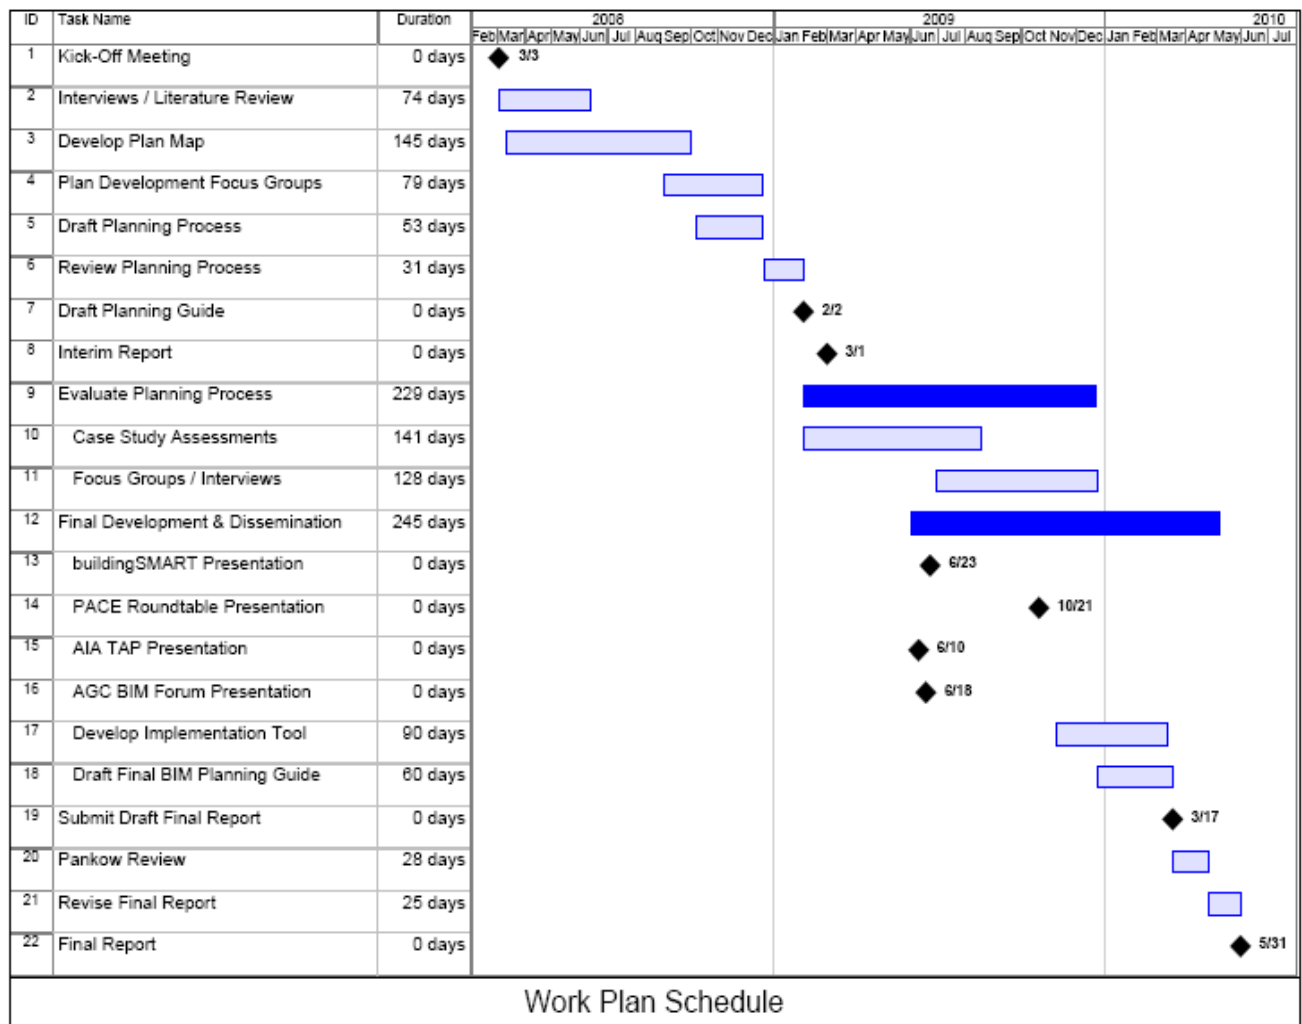 ID Task Name Duration 2008 2009 2010
Feb Mar Apr May Jun Jul Aug Sep Oct Nov Dec Jan Feb Mar Apr May Jun Jul Aug Sep Oct Nov Dec Jan Feb Mar Apr May Jun Jul
1 Kick-Off Meeting 0 days 3/3
2 Interviews / Literature Review 74 days
3 Develop Plan Map 145 days
4 Plan Development Focus Groups 79 days
5 Draft Planning Process 53 days
6 Review Planning Process 31 days
7 Draft Planning Guide 0 days 2/2
8 Interim Report 0 days 3/1
9 Evaluate Planning Process 229 days
10 Case Study Assessments 141 days
11 Focus Groups / Interviews 128 days
12 Final Development & Dissemination 245 days
13 buildingSMART Presentation 0 days 6/23
14 PACE Roundtable Presentation 0 days 10/21
15 AIA TAP Presentation 0 days 6/10
16 AGC BIM Forum Presentation 0 days 6/18
17 Develop Implementation Tool 90 days
18 Draft Final BIM Planning Guide 60 days
19 Submit Draft Final Report 0 days 3/17
20 Pankow Review 28 days
21 Revise Final Report 25 days
22 Final Report 0 days 5/31
Work Plan Schedule